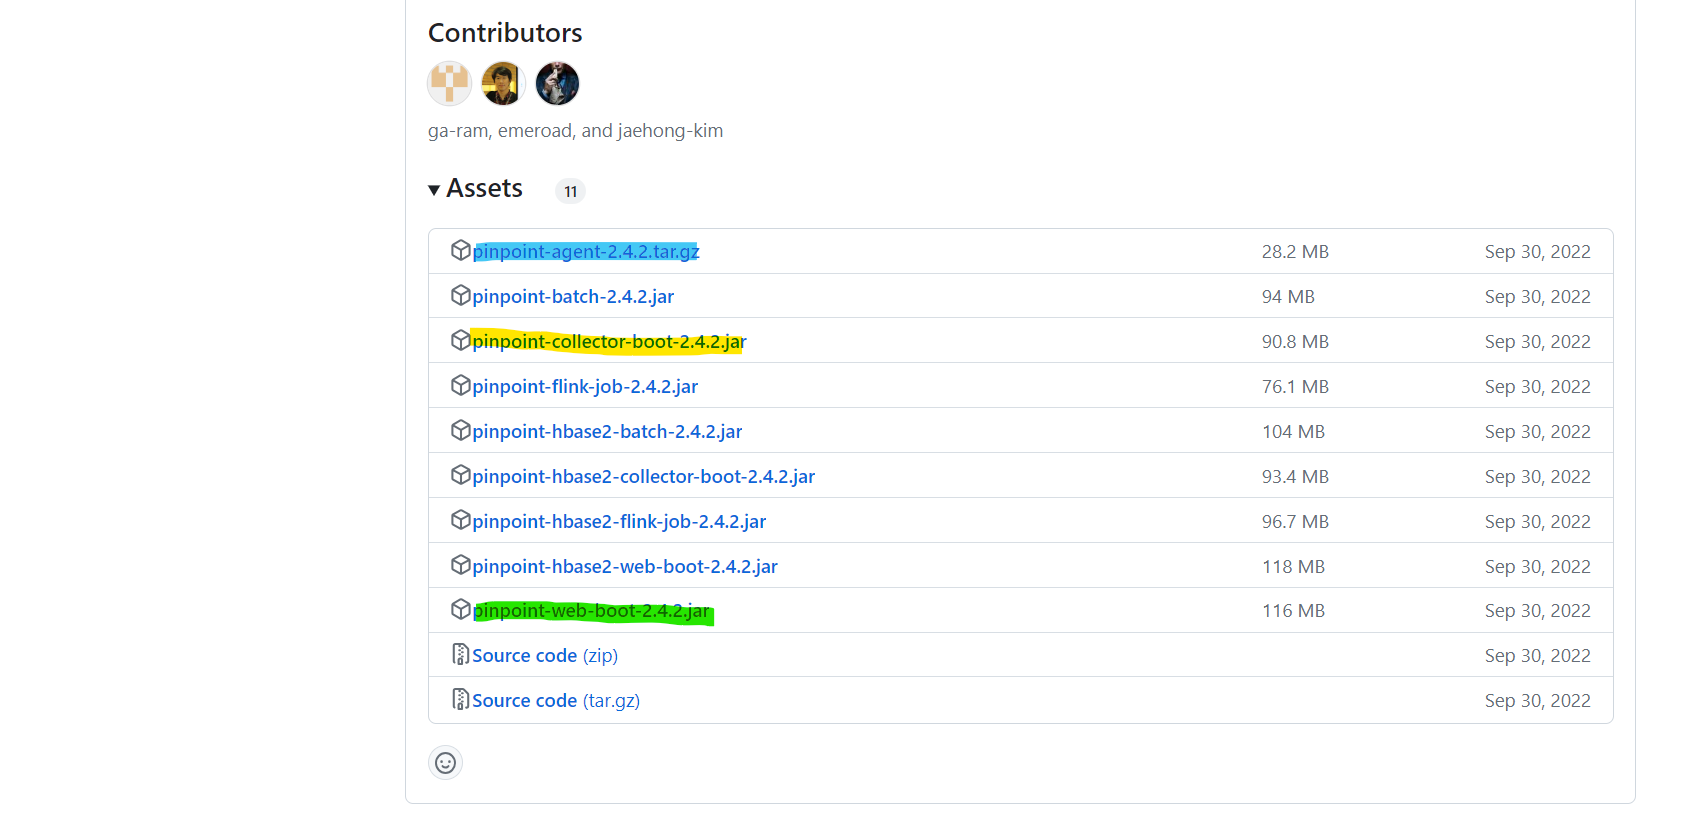 Contributors
ga-ram, emeroad, and jaehong-kim
Assets 11
pinpoint-agent-2.4.2.tar.gz 28.2 MB Sep 30, 2022
pinpoint-batch-2.4.2.jar 94 MB Sep 30, 2022
pinpoint-collector-boot-2.4.2.jar 90.8 MB Sep 30, 2022
pinpoint-flink-job-2.4.2.jar 76.1 MB Sep 30, 2022
pinpoint-hbase2-batch-2.4.2.jar 104 MB Sep 30, 2022
pinpoint-hbase2-collector-boot-2.4.2.jar 93.4 MB Sep 30, 2022
pinpoint-hbase2-flink-job-2.4.2.jar 96.7 MB Sep 30, 2022
pinpoint-hbase2-web-boot-2.4.2.jar 118 MB Sep 30, 2022
pinpoint-web-boot-2.4.2.jar 116 MB Sep 30, 2022
Source code (zip) Sep 30, 2022
Source code (tar.gz) Sep 30, 2022